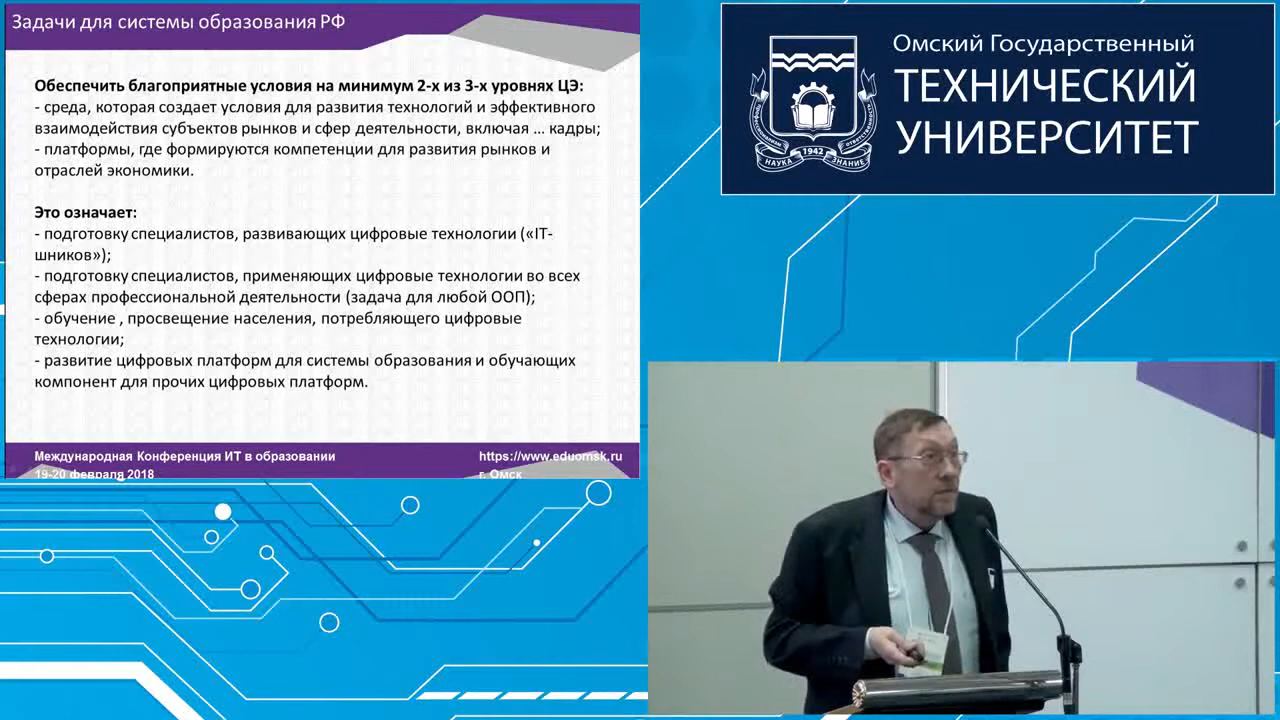 Задачи для системы образования РФ
Обеспечить благоприятные условия на минимум 2-х из 3-х уровнях ЦЭ:
- среда, которая создает условия для развития технологий и эффективного
взаимодействия субъектов рынков и сфер деятельности, включая … кадры;
- платформы, где формируются компетенции для развития рынков и
отраслей экономики.
Это означает:
- подготовку специалистов, развивающих цифровые технологии («IT-
шников»);
- подготовку специалистов, применяющих цифровые технологии во всех
сферах профессиональной деятельности (задача для любой ООП);
- обучение , просвещение населения, потребляющего цифровые
технологии;
- развитие цифровых платформ для системы образования и обучающих
компонент для прочих цифровых платформ.
Международная Конференция ИТ в образовании
19-20 февраля 2018
https://www.eduomsk.ru
г. Омск
Омский Государственный
ТЕХНИЧЕСКИЙ
УНИВЕРСИТЕТ
профессионализм
ответственность
НАУКА 1942 ЗНАНИЕ